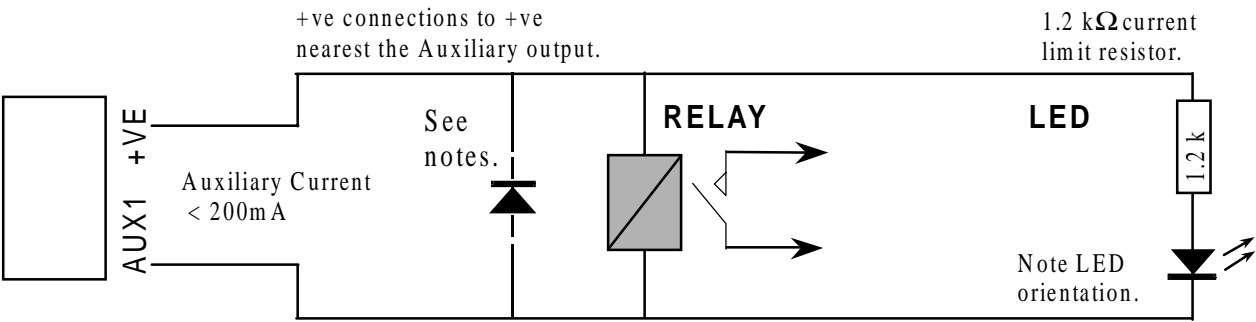 +ve connections to +ve
nearest the Auxiliary output.
1.2 kΩ current
limit resistor.
+VE
AUX1
Auxiliary Current
< 200mA
See
notes.
RELAY
LED
1.2 k
Note LED
orientation.